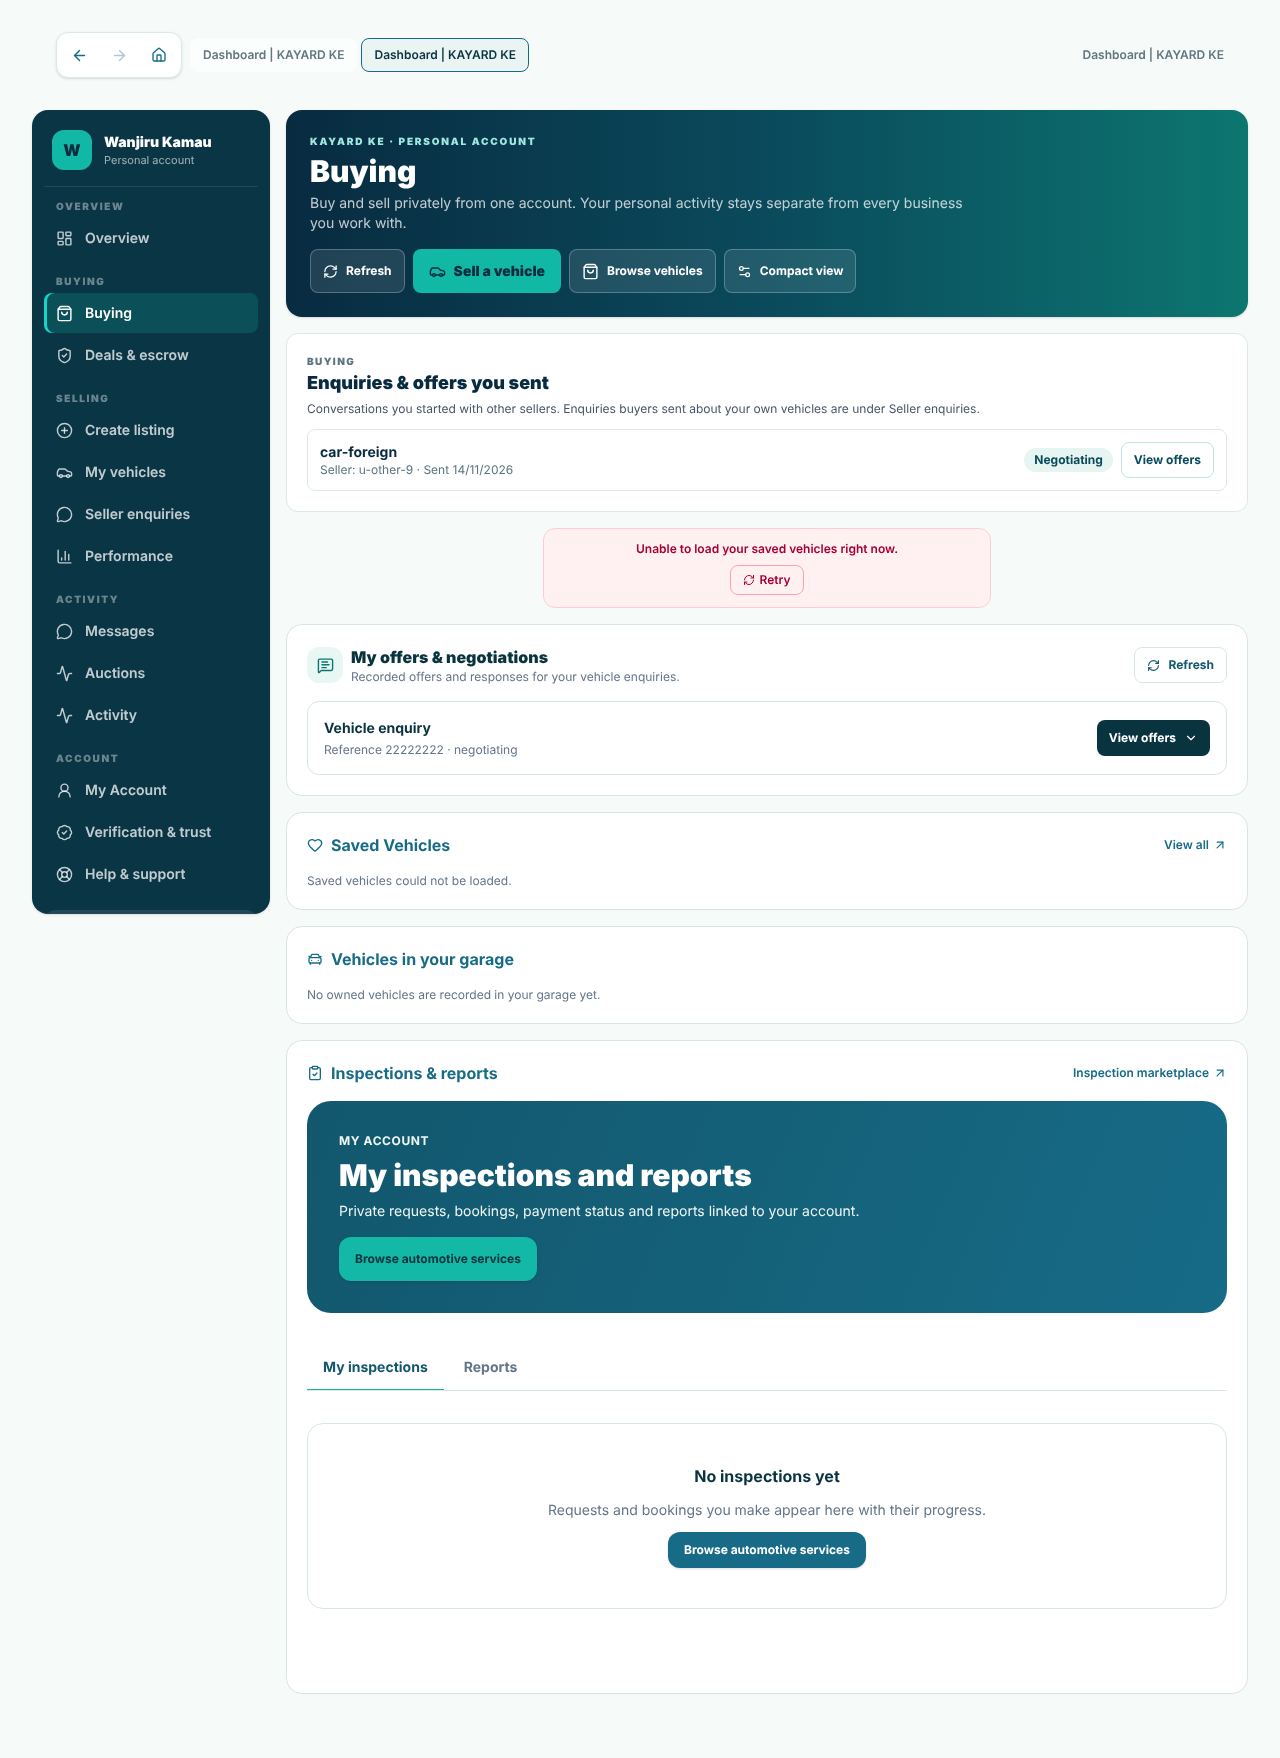 Dashboard | KAYARD KE
Dashboard | KAYARD KE
Dashboard | KAYARD KE
W
Wanjiru Kamau
Personal account
OVERVIEW
Overview
BUYING
Buying
Deals & escrow
SELLING
Create listing
My vehicles
Seller enquiries
Performance
ACTIVITY
Messages
Auctions
Activity
ACCOUNT
My Account
Verification & trust
Help & support
KAYARD KE · PERSONAL ACCOUNT
Buying
Buy and sell privately from one account. Your personal activity stays separate from every business
you work with.
Refresh
Sell a vehicle
Browse vehicles
Compact view
BUYING
Enquiries & offers you sent
Conversations you started with other sellers. Enquiries buyers sent about your own vehicles are under Seller enquiries.
car-foreign
Seller: u-other-9 · Sent 14/11/2026
Negotiating
View offers
Unable to load your saved vehicles right now.
Retry
My offers & negotiations
Recorded offers and responses for your vehicle enquiries.
Refresh
Vehicle enquiry
Reference 22222222 · negotiating
View offers
Saved Vehicles
View all
Saved vehicles could not be loaded.
Vehicles in your garage
No owned vehicles are recorded in your garage yet.
Inspections & reports
Inspection marketplace
MY ACCOUNT
My inspections and reports
Private requests, bookings, payment status and reports linked to your account.
Browse automotive services
My inspections
Reports
No inspections yet
Requests and bookings you make appear here with their progress.
Browse automotive services